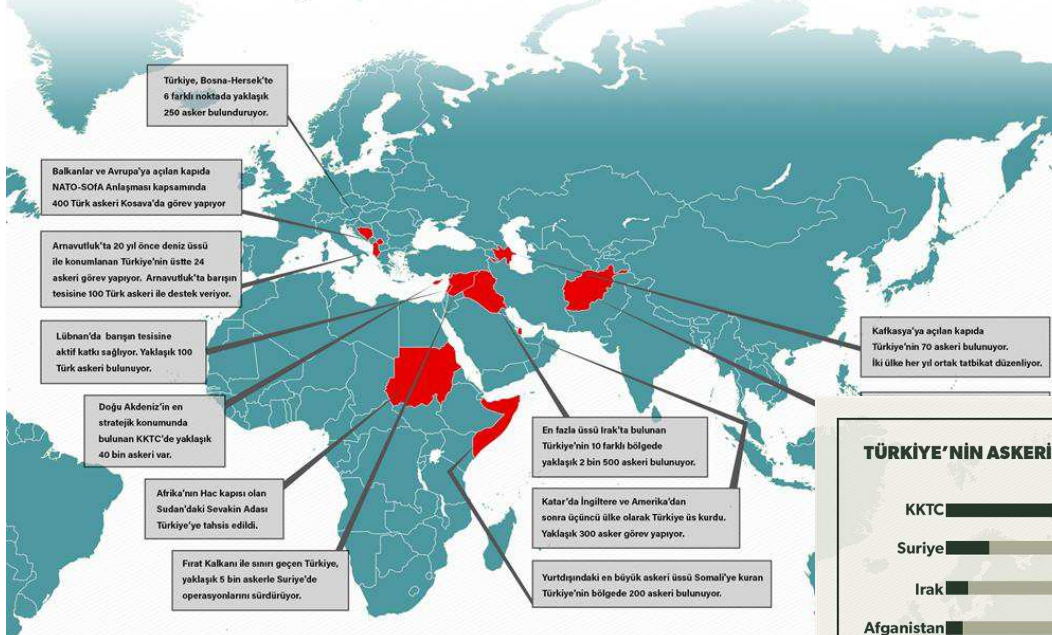 Türkiye, Bosna-Hersek'te
6 farklı noktada yaklaşık
250 asker bulunduruyor.
Balkanlar ve Avrupa'ya açılan kapıda
NATO-SOfA Anlaşması kapsamında
400 Türk askeri Kosava'da görev yapıyor
Arnavutluk'ta 20 yıl önce deniz üssü
ile konumlanan Türkiye'nin üstte 24
askeri görev yapıyor. Arnavutluk'ta barışın
tesisine 100 Türk askeri ile destek veriyor.
Lübnan'da barışın tesisine
aktif katkı sağlıyor. Yaklaşık 100
Türk askeri bulunuyor.
Doğu Akdeniz'in en
stratejik konumunda
bulunan KKTC'de yaklaşık
40 bin askeri var.
Afrika'nın Hac kapısı olan
Sudan'daki Sevakin Adası
Türkiye'ye tahsis edildi.
Fırat Kalkanı ile sınırı geçen Türkiye,
yaklaşık 5 bin askerle Suriye'de
operasyonlarını sürdürüyor.
En fazla üssü Irak'ta bulunan
Türkiye'nin 10 farklı bölgede
yaklaşık 2 bin 500 askeri bulunuyor.
Katar'da İngiltere ve Amerika'dan
sonra üçüncü ülke olarak Türkiye üs kurdu.
Yaklaşık 300 asker görev yapıyor.
Yurtdışındaki en büyük askeri üssü Somali'ye kuran
Türkiye'nin bölgede 200 askeri bulunuyor.
Kafkasya'ya açılan kapıda
Türkiye'nin 70 askeri bulunuyor.
İki ülke her yıl ortak tatbikat düzenliyor.
TÜRKİYE'NİN ASKERİ
KKTC
Suriye
Irak
Afganistan